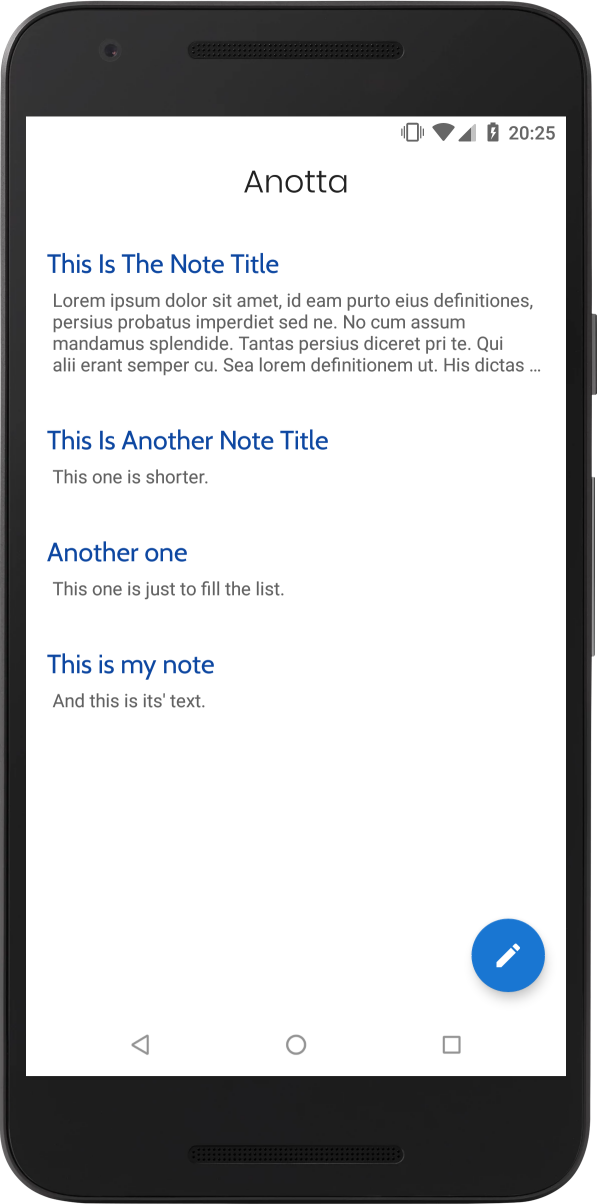 20:25
Anotta
This Is The Note Title
Lorem ipsum dolor sit amet, id eam purto eius definitiones,
persius probatus imperdiet sed ne. No cum assum
mandamus splendide. Tantas persius diceret pri te. Qui
alii erant semper cu. Sea lorem definitionem ut. His dictas ...
This Is Another Note Title
This one is shorter.
Another one
This one is just to fill the list.
This is my note
And this is its' text.